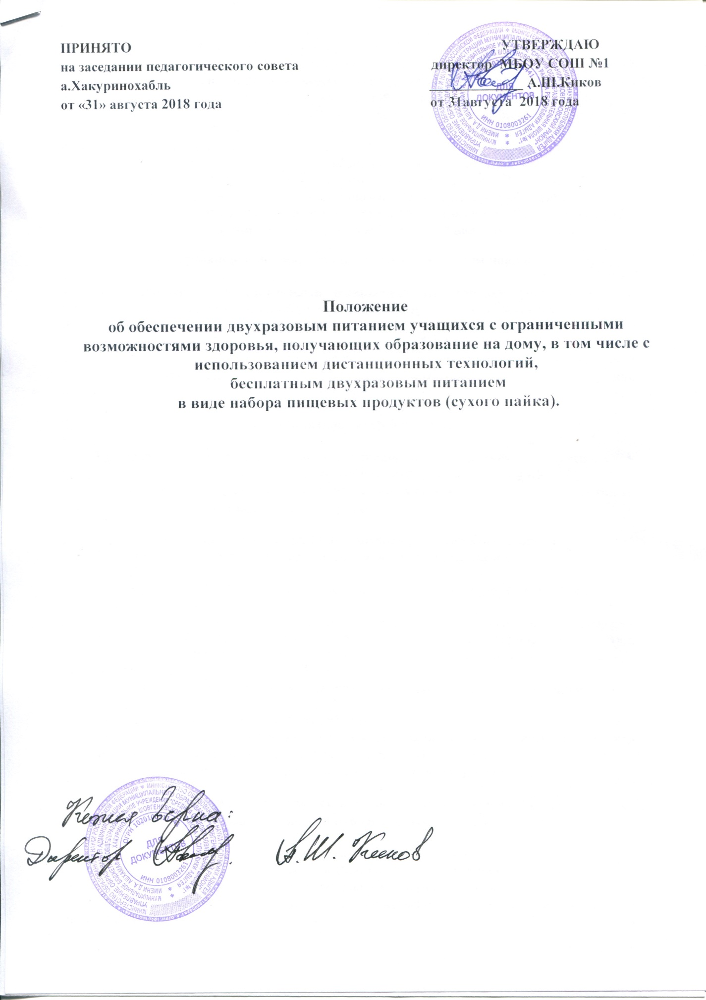 ПРИНЯТО
на заседании педагогического совета
а.Хакуринохабль
от «31» августа 2018 года
УТВЕРЖДАЮ
директор МБОУ СОШ №1
А.Ш.Киков
от 31августа 2018 года
ДЛЯ
ДОКУМЕНТОВ
ИНН 0108003261
Положение
об обеспечении двухразовым питанием учащихся с ограниченными
возможностями здоровья, получающих образование на дому, в том числе с
использованием дистанционных технологий,
бесплатным двухразовым питанием
в виде набора пищевых продуктов (сухого пайка).
Копия верна:
Директор А.Ш. Киков
ДЛЯ
ДОКУМЕНТОВ
ИНН 0108003261